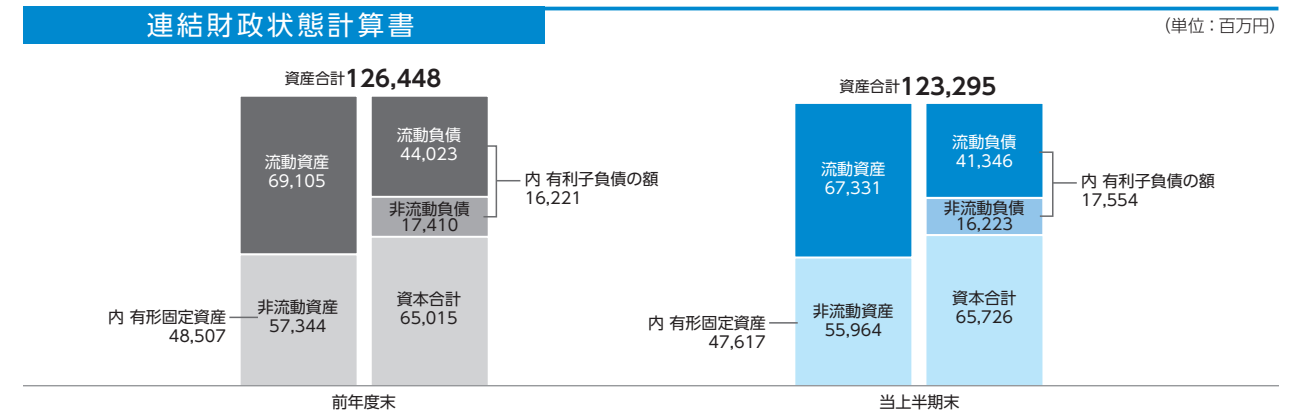 連結財政状態計算書
(単位：百万円)
資産合計126,448
流動資産
69,105
非流動資産
57,344
内 有形固定資産
48,507
流動負債
44,023
非流動負債
17,410
資本合計
65,015
内 有利子負債の額
16,221
前年度末
資産合計123,295
流動資産
67,331
非流動資産
55,964
内 有形固定資産
47,617
流動負債
41,346
非流動負債
16,223
資本合計
65,726
内 有利子負債の額
17,554
当上半期末